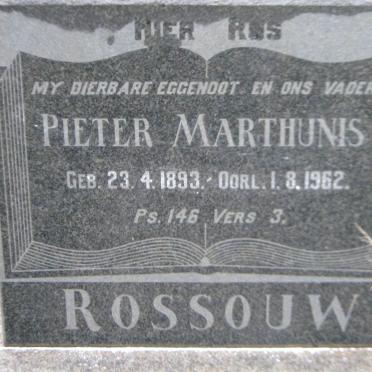 HIER RUS
MY DIERBARE EGGENOOT EN ONS VADER
PIETER MARTHUNIS
GEB. 23. 4. 1893. - OORL. 1. 8. 1962.
PS. 146 VERS 3.
ROSSOUW